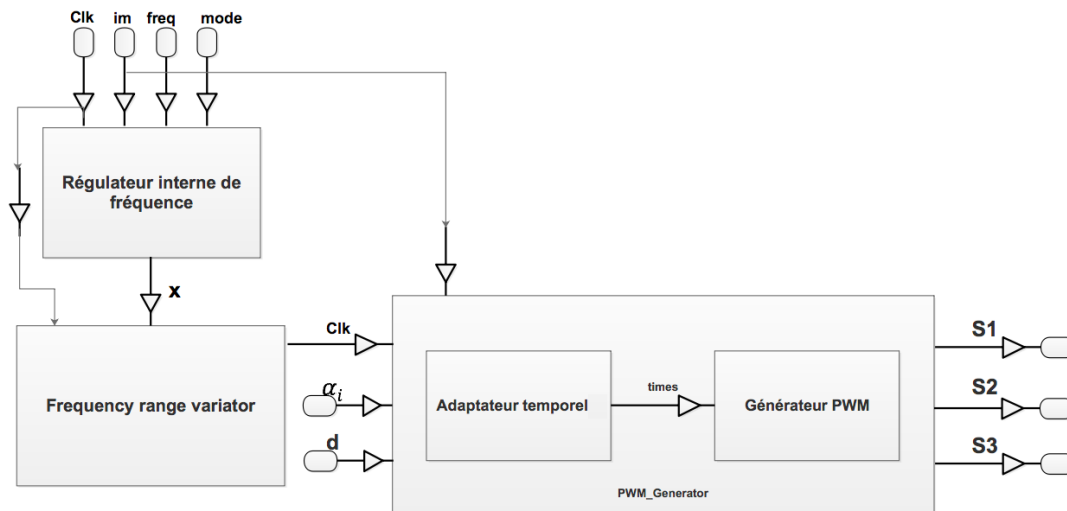 Clk im freq mode
Régulateur interne de
fréquence
x
Clk
S1
α_i
times
Frequency range variator
Adaptateur temporel
Générateur PWM
S2
d
S3
PWM_Generator